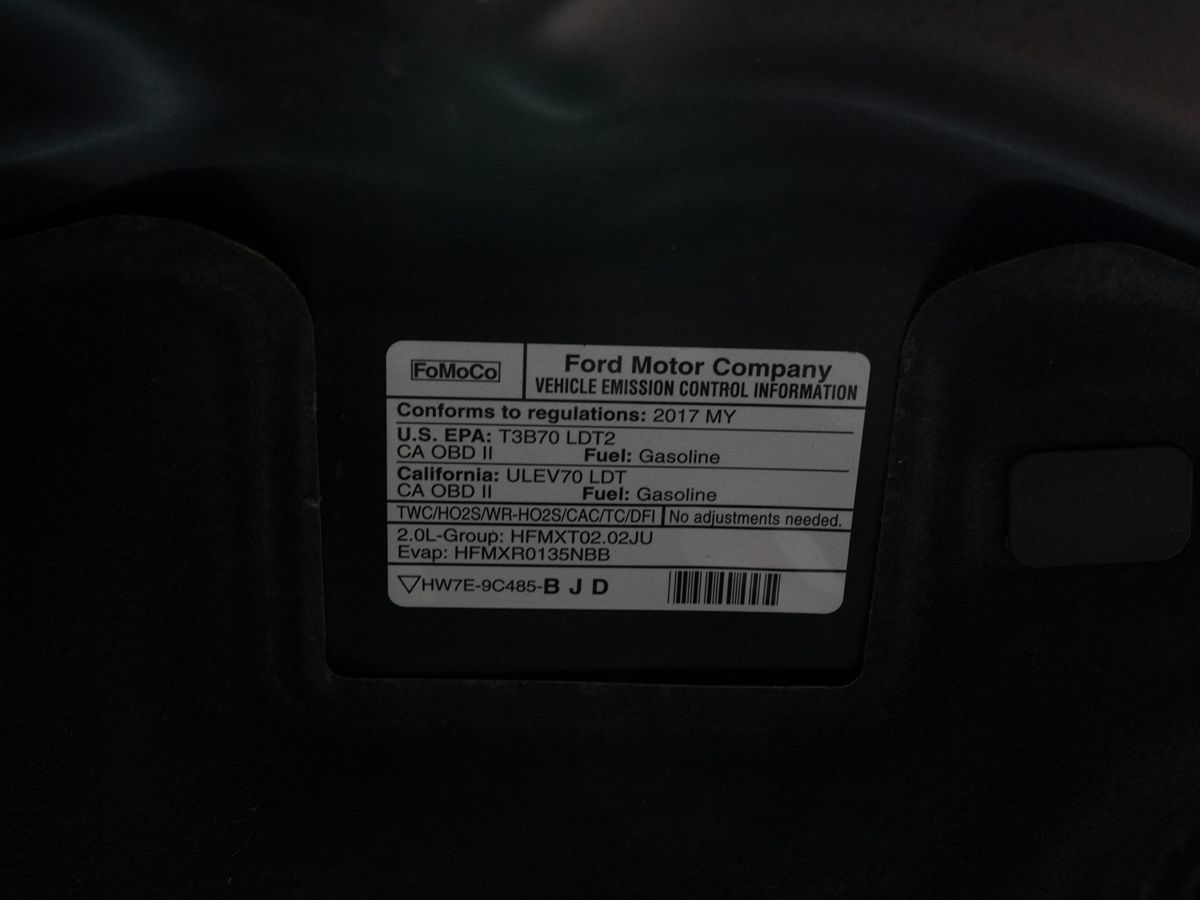 FoMoCo
Ford Motor Company
VEHICLE EMISSION CONTROL INFORMATION
Conforms to regulations: 2017 MY
U.S. EPA: T3B70 LDT2
CA OBD II Fuel: Gasoline
California: ULEV70 LDT
CA OBD II Fuel: Gasoline
TWC/HO2S/WR-HO2S/CAC/TC/DFI No adjustments needed.
2.0L-Group: HFMXT02.02JU
Evap: HFMXR0135NBB
HW7E-9C485-B J D